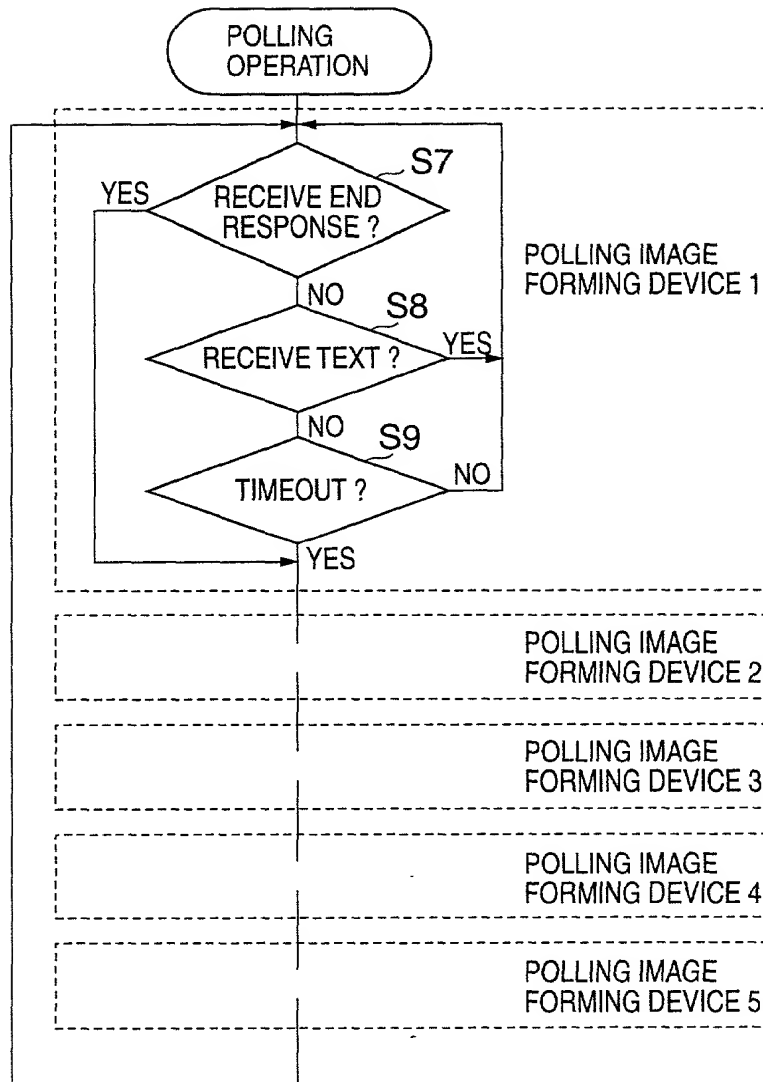 POLLING
OPERATION
S7
YES
RECEIVE END
RESPONSE ?
POLLING IMAGE
FORMING DEVICE 1
NO
S8
RECEIVE TEXT ?
YES
NO
S9
TIMEOUT ?
NO
YES
POLLING IMAGE
FORMING DEVICE 2
POLLING IMAGE
FORMING DEVICE 3
POLLING IMAGE
FORMING DEVICE 4
POLLING IMAGE
FORMING DEVICE 5